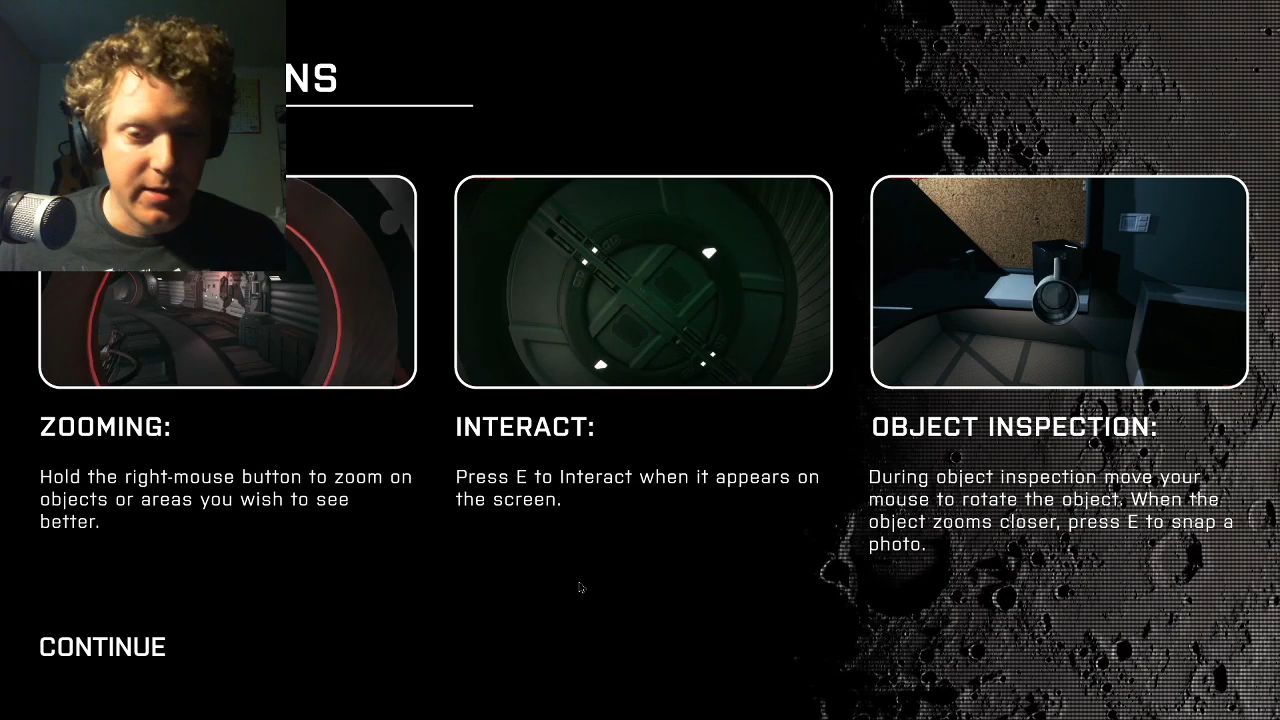 NS
ZOOMING:
Hold the right-mouse button to zoom on
objects or areas you wish to see
better.
INTERACT:
Press E to Interact when it appears on
the screen.
OBJECT INSPECTION:
During object inspection move your
mouse to rotate the object. When the
object zooms closer, press E to snap a
photo.
CONTINUE